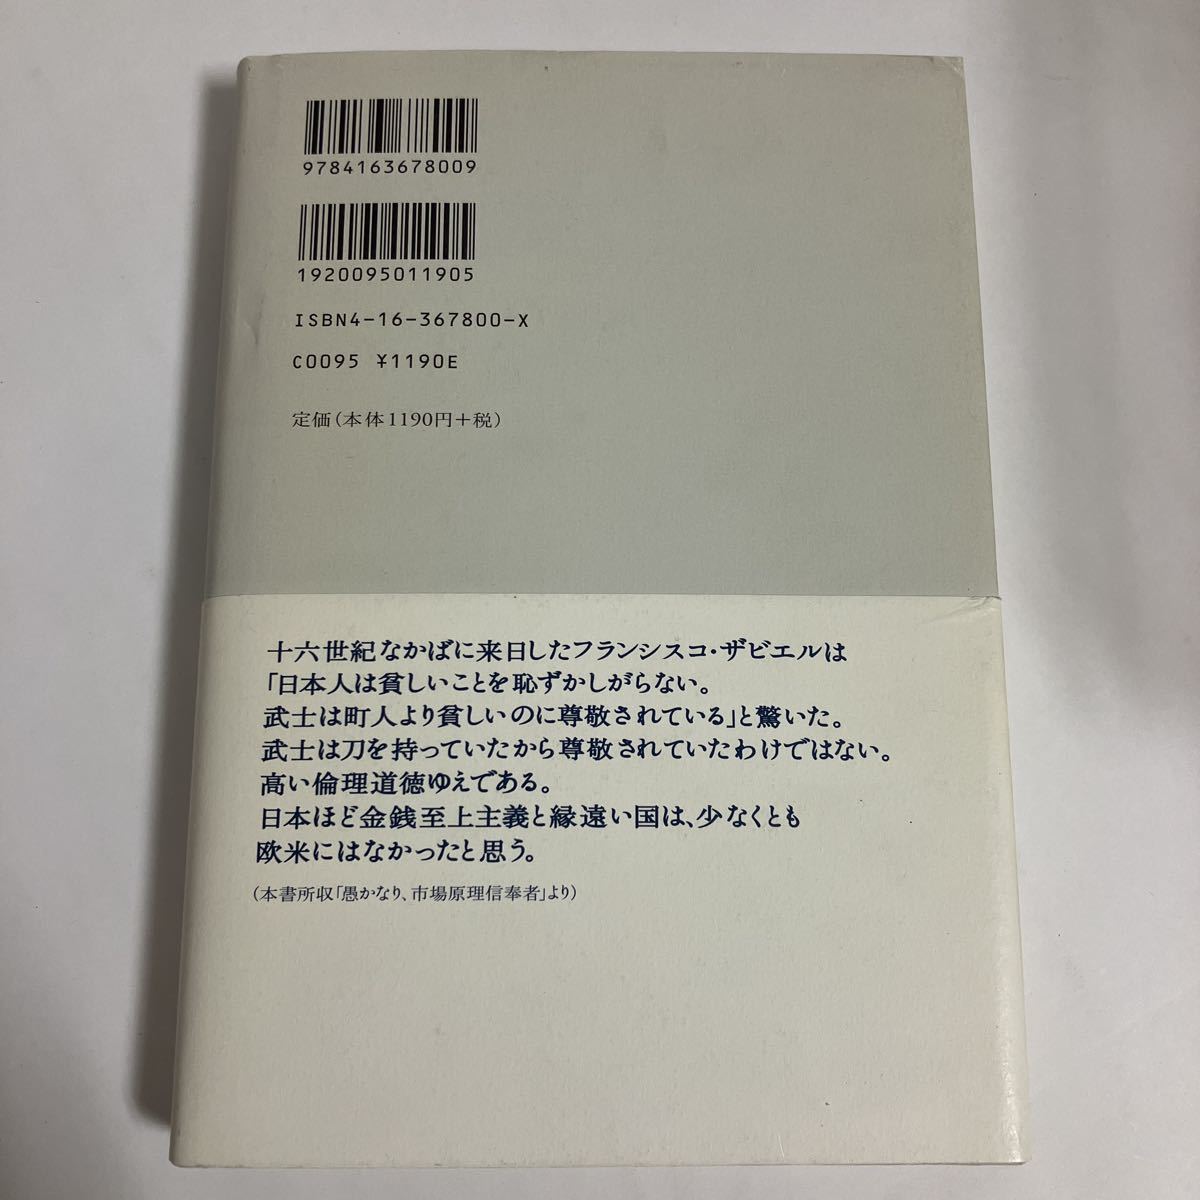 9784163678009
1920095011905
ISBN4-16-367800-X
C0095 ¥1190E
定価(本体1190円+税)
十六世紀なかばに来日したフランシスコ・ザビエルは
「日本人は貧しいことを恥ずかしがらない。
武士は町人より貧しいのに尊敬されている」と驚いた。
武士は刀を持っていたから尊敬されていたわけではない。
高い倫理道徳ゆえである。
日本ほど金銭至上主義と縁遠い国は、少なくとも
欧米にはなかったと思う。
(本書所収「愚かなり、市場原理信奉者」より)